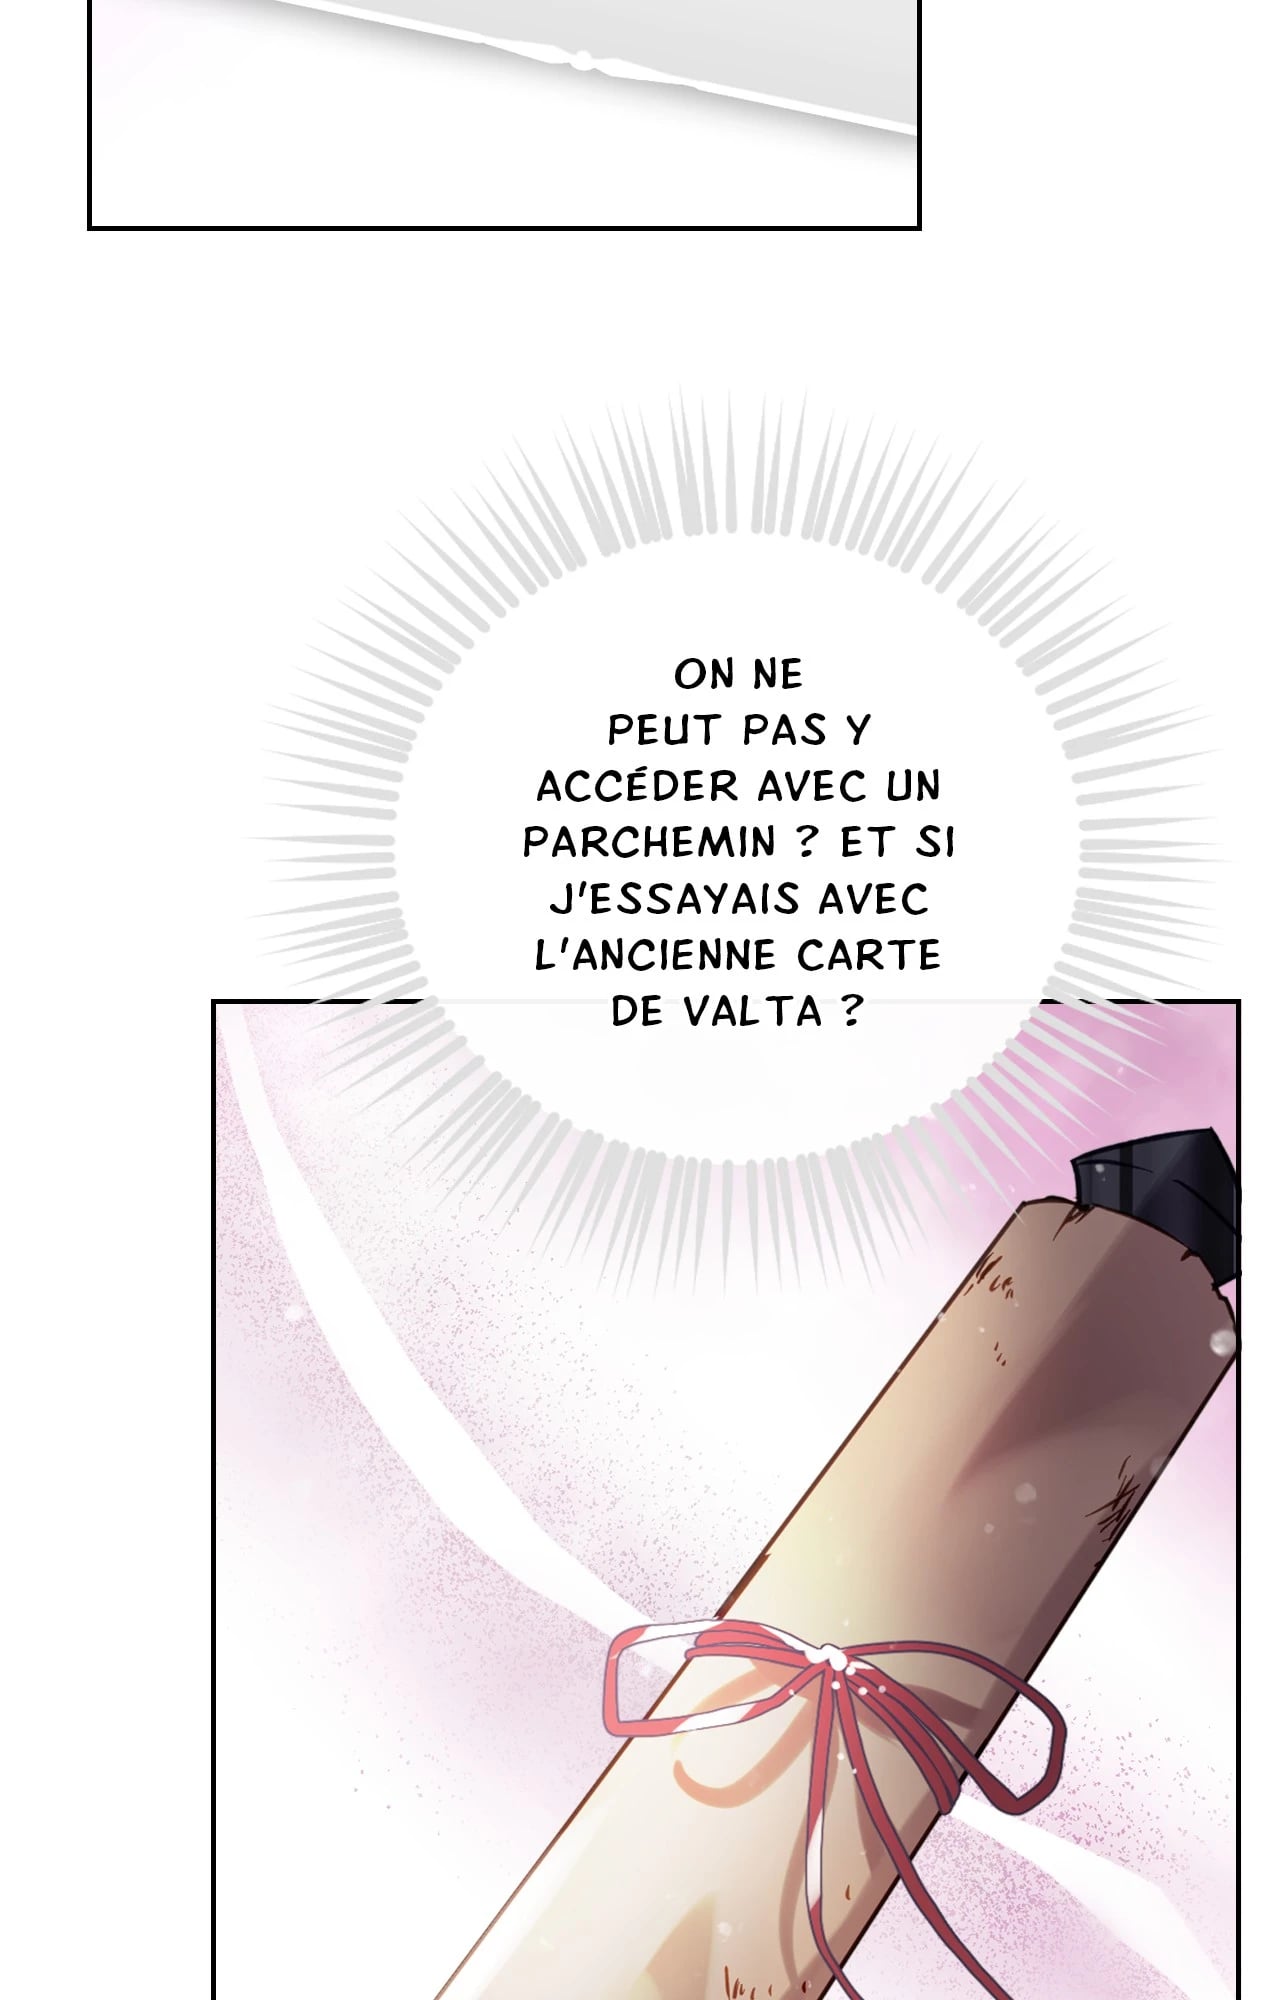 ON NE
PEUT PAS Y
ACCÉDER AVEC UN
PARCHEMIN ? ET SI
J'ESSAYAIS AVEC
L'ANCIENNE CARTE
DE VALTA ?